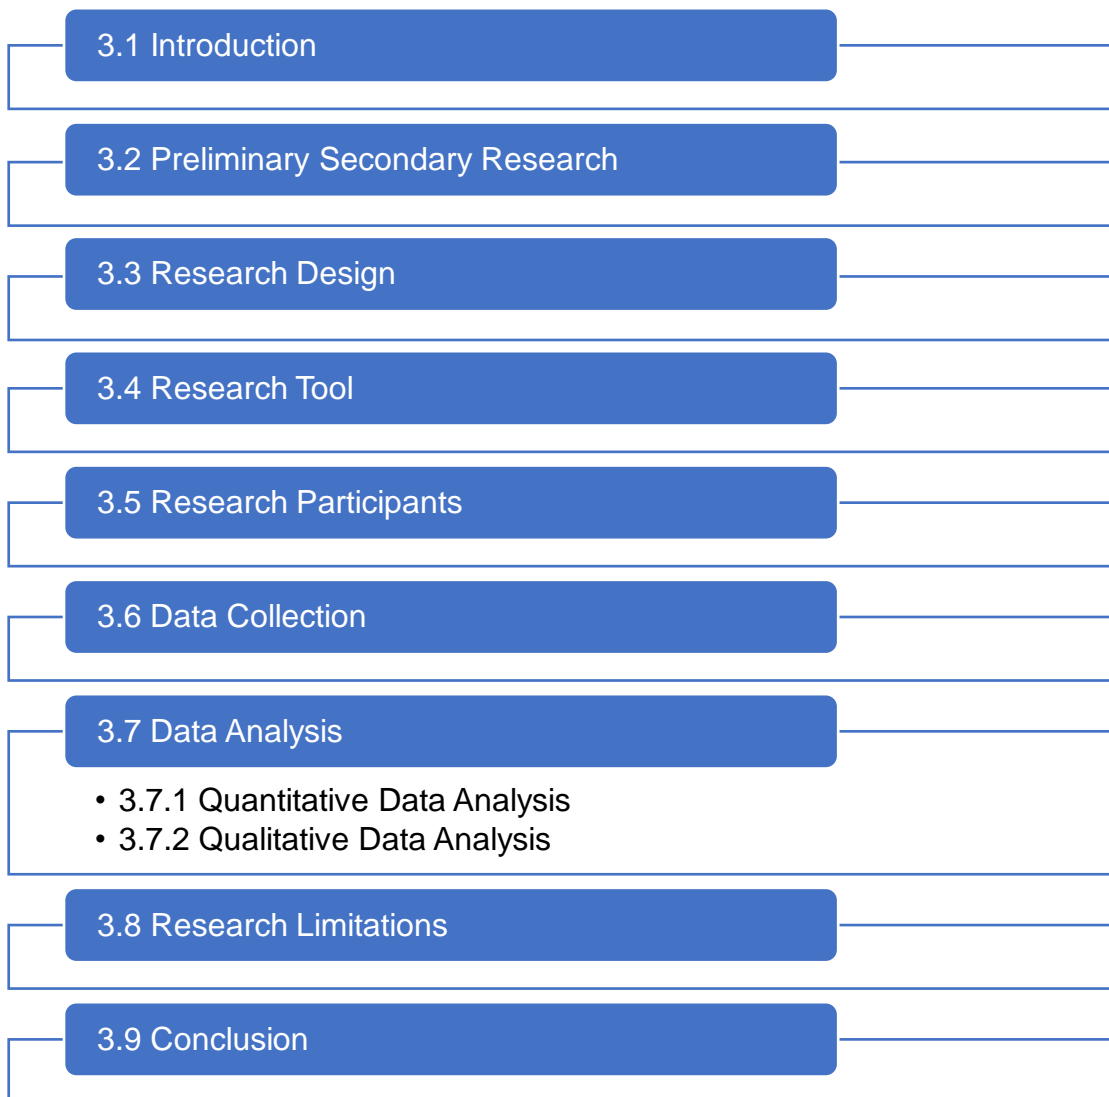 3.1 Introduction
3.2 Preliminary Secondary Research
3.3 Research Design
3.4 Research Tool
3.5 Research Participants
3.6 Data Collection
3.7 Data Analysis
• 3.7.1 Quantitative Data Analysis
• 3.7.2 Qualitative Data Analysis
3.8 Research Limitations
3.9 Conclusion